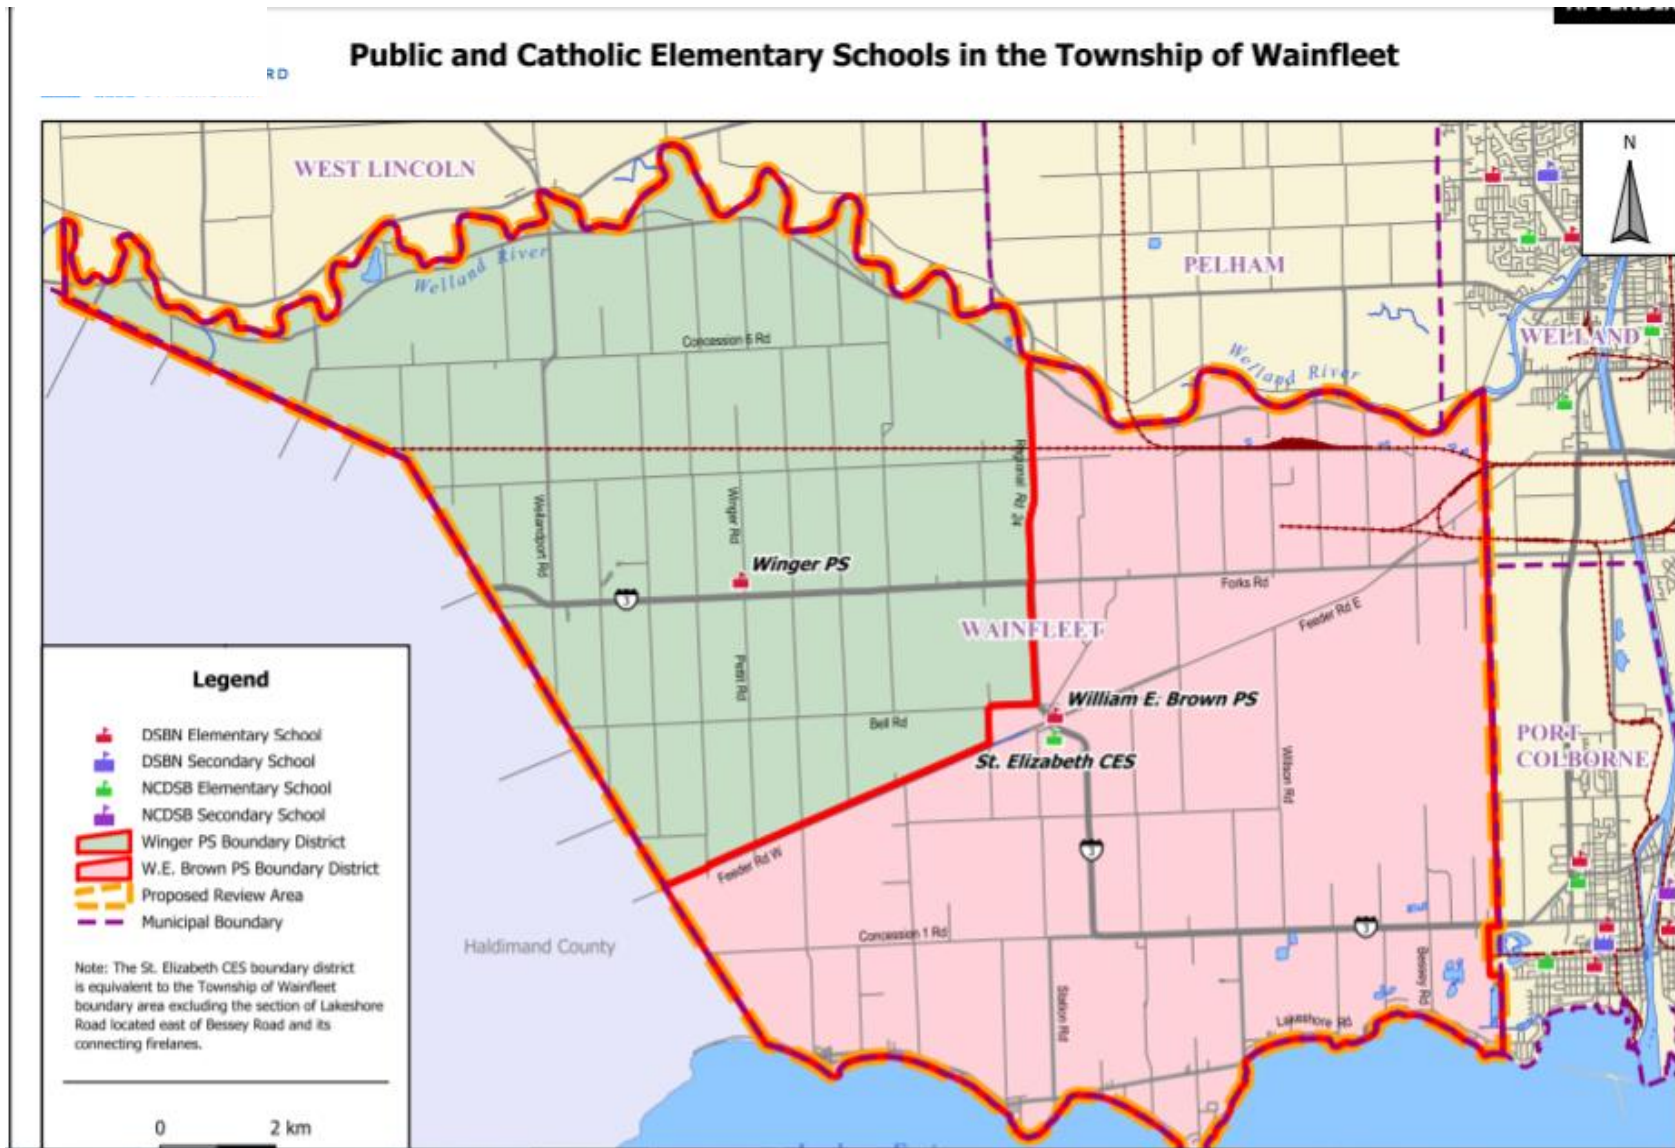 RD
Public and Catholic Elementary Schools in the Township of Wainfleet
N
WEST LINCOLN
PELHAM
Welland River
WELLAND
Concession 6 Rd
Welland River
Regional Rd 24
Wellandport Rd
Winger Rd
Winger PS
3
Forks Rd
Feeder Rd E
WAINFLEET
Pettit Rd
William E. Brown PS
Bell Rd
St. Elizabeth CES
PORT
COLBORNE
Wilson Rd
3
Feeder Rd W
Concession 1 Rd
3
Haldimand County
Bessey Rd
Station Rd
Lakeshore Rd
Legend
DSBN Elementary School
DSBN Secondary School
NCDSB Elementary School
NCDSB Secondary School
Winger PS Boundary District
W.E. Brown PS Boundary District
Proposed Review Area
Municipal Boundary
Note: The St. Elizabeth CES boundary district
is equivalent to the Township of Wainfleet
boundary area excluding the section of Lakeshore
Road located east of Bessey Road and its
connecting firelanes.
0 2 km